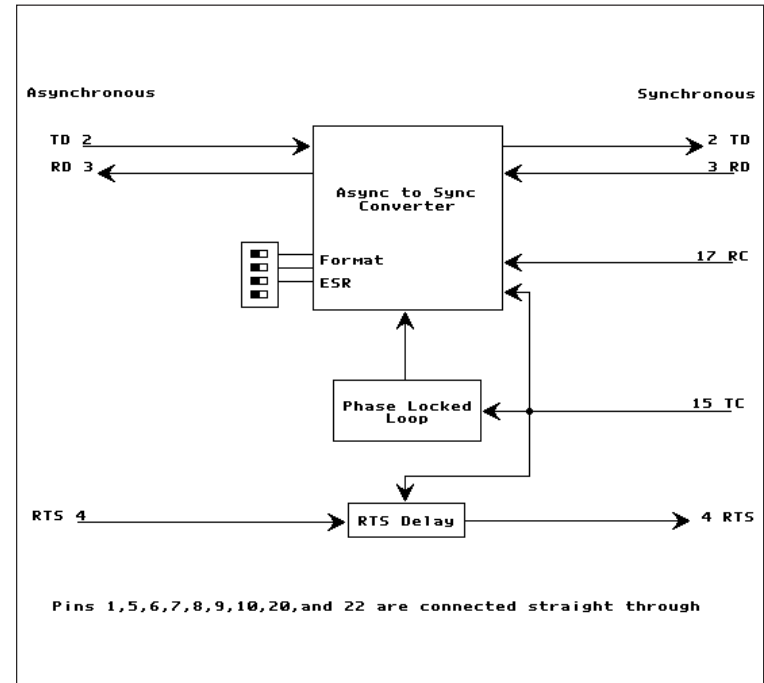 Asynchronous
Synchronous
TD 2
2 TD
RD 3
3 RD
Async to Sync
Converter
17 RC
Format
ESR
Phase Locked
Loop
15 TC
RTS 4
RTS Delay
4 RTS
Pins 1,5,6,7,8,9,10,20,and 22 are connected straight through